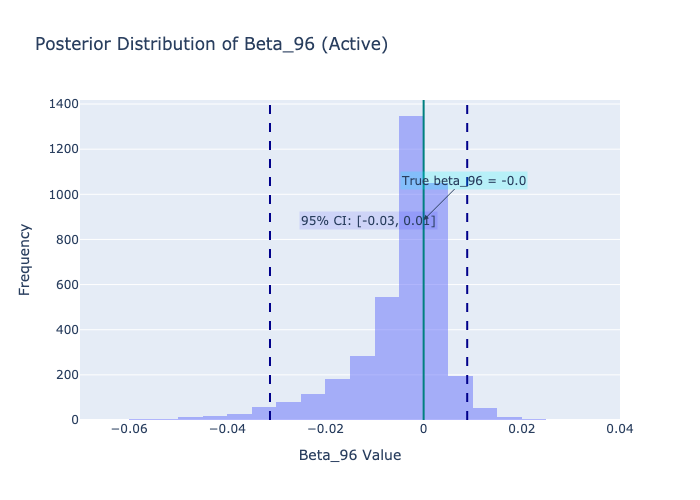 Posterior Distribution of Beta_96 (Active)
1400
1200
1000
800
600
400
200
0
Frequency
True beta_96 = -0.0
95% CI: [-0.03, 0.01]
−0.06
−0.04
−0.02
0
0.02
0.04
Beta_96 Value